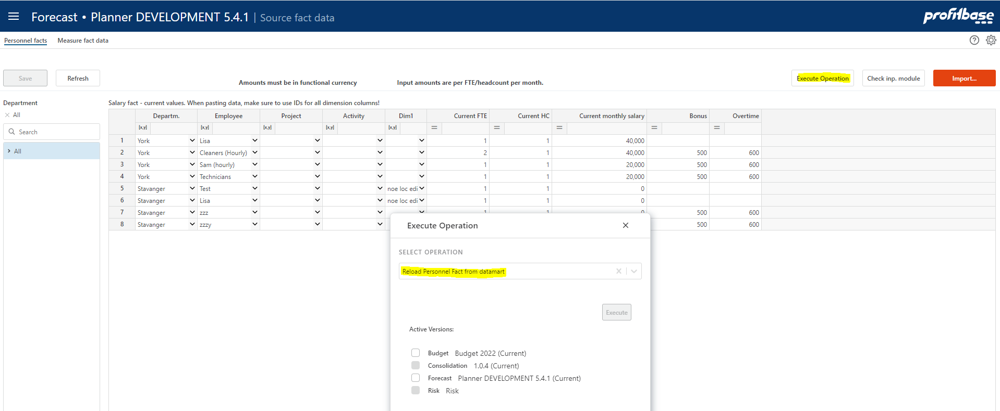 Forecast • Planner DEVELOPMENT 5.4.1 | Source fact data
profitbase
Personnel facts Measure fact data
Save Refresh Amounts must be in functional currency Input amounts are per FTE/headcount per month. Execute Operation Check inp. module Import...
Department
All
Search
All
Salary fact - current values. When pasting data, make sure to use IDs for all dimension columns!
Departm. Employee Project Activity Dim1 Current FTE Current HC Current monthly salary Bonus Overtime
[x,y] [x,y] [x,y] [x,y] [x,y] = = = = =
1 York Lisa 1 1 40,000
2 York Cleaners (Hourly) 2 1 40,000 500 600
3 York Sam (hourly) 1 1 20,000 500 600
4 York Technicians 1 1 20,000 500 600
5 Stavanger Test noe loc edi 1 1 0
6 Stavanger Lisa noe loc edi 1 1 0
7 Stavanger zzz 1 1 0 500 600
8 Stavanger zzzy 500 600
Execute Operation
SELECT OPERATION
Reload Personnel Fact from datamart
Execute
Active Versions:
Budget Budget 2022 (Current)
Consolidation 1.0.4 (Current)
Forecast Planner DEVELOPMENT 5.4.1 (Current)
Risk Risk